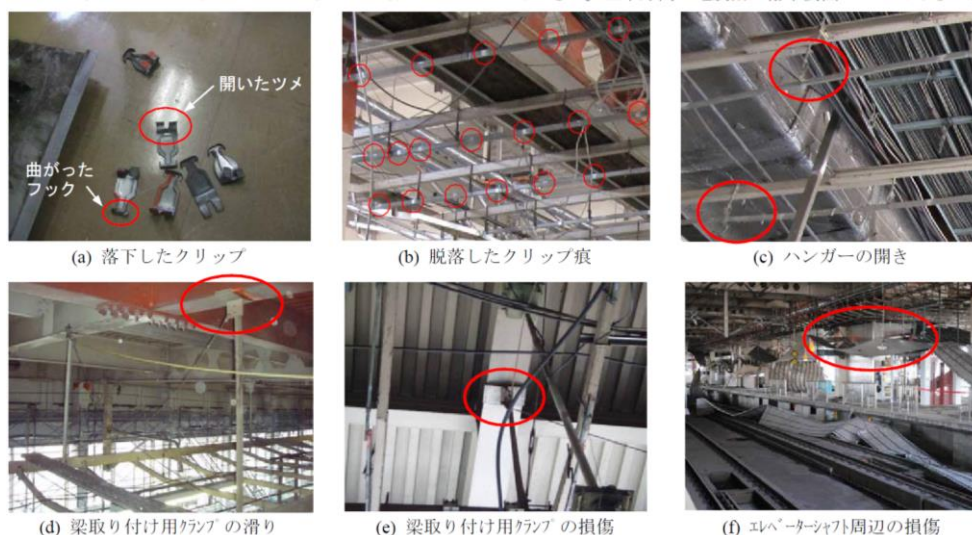 開いたツメ
曲がった
フック
(a) 落下したクリップ
(b) 脱落したクリップ痕
(c) ハンガーの開き
(d) 梁取り付け用ｸﾗﾝﾌﾟの滑り
(e) 梁取り付け用ｸﾗﾝﾌﾟの損傷
(f) ｴﾚﾍﾞｰﾀｰｼｬﾌﾄ周辺の損傷